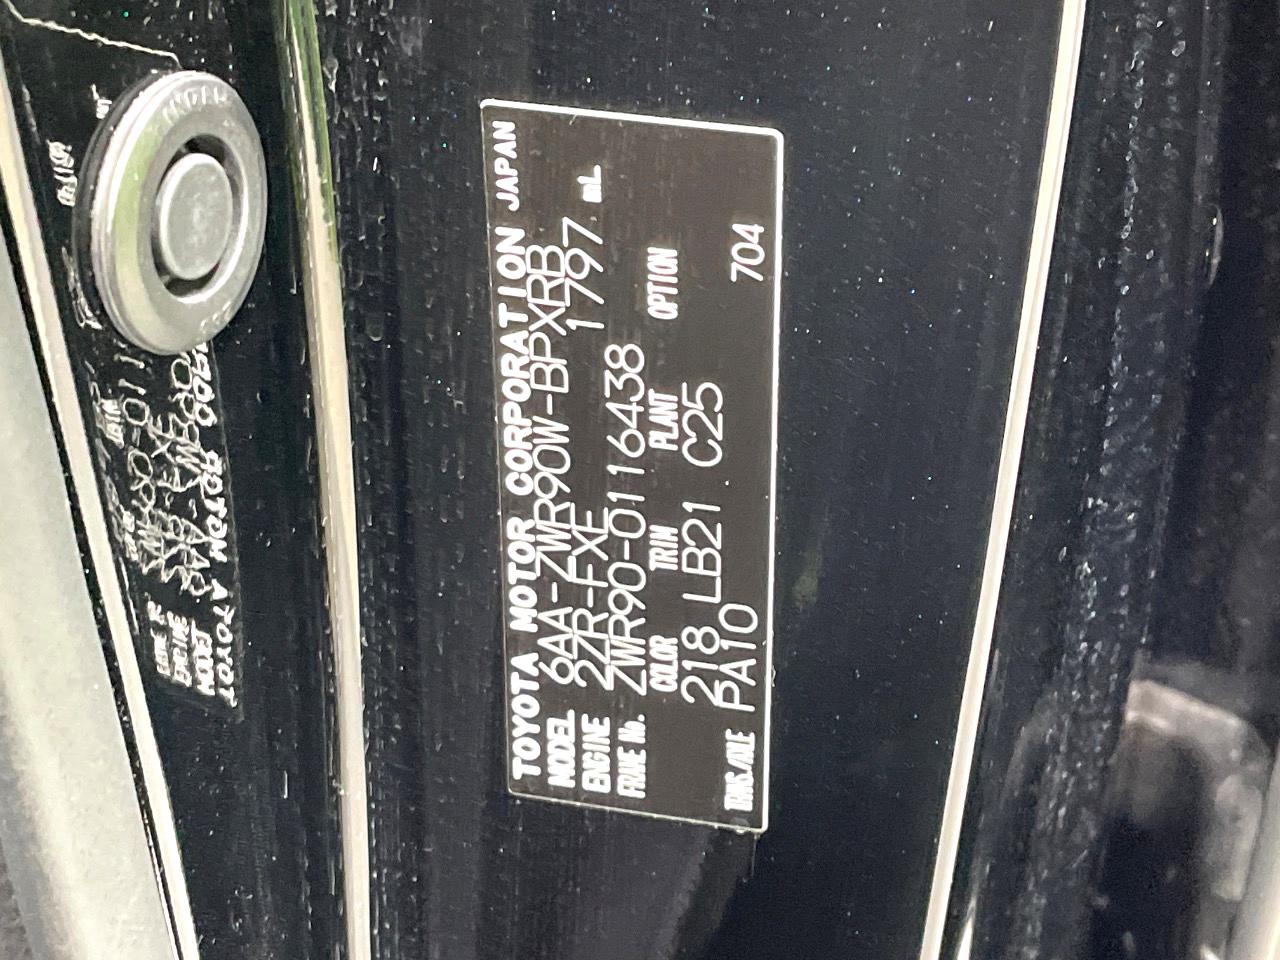 TOYOTA MOTOR CORPORATION JAPAN
MODEL 6AA-ZWR90W-BPXRB
ENGINE 2ZR-FXE 1797 mL
FRAME No. ZWR90-0116438
COLOR TRIM PLANT OPTION
218 LB21 C25
TRANS./AXLE PA10 704